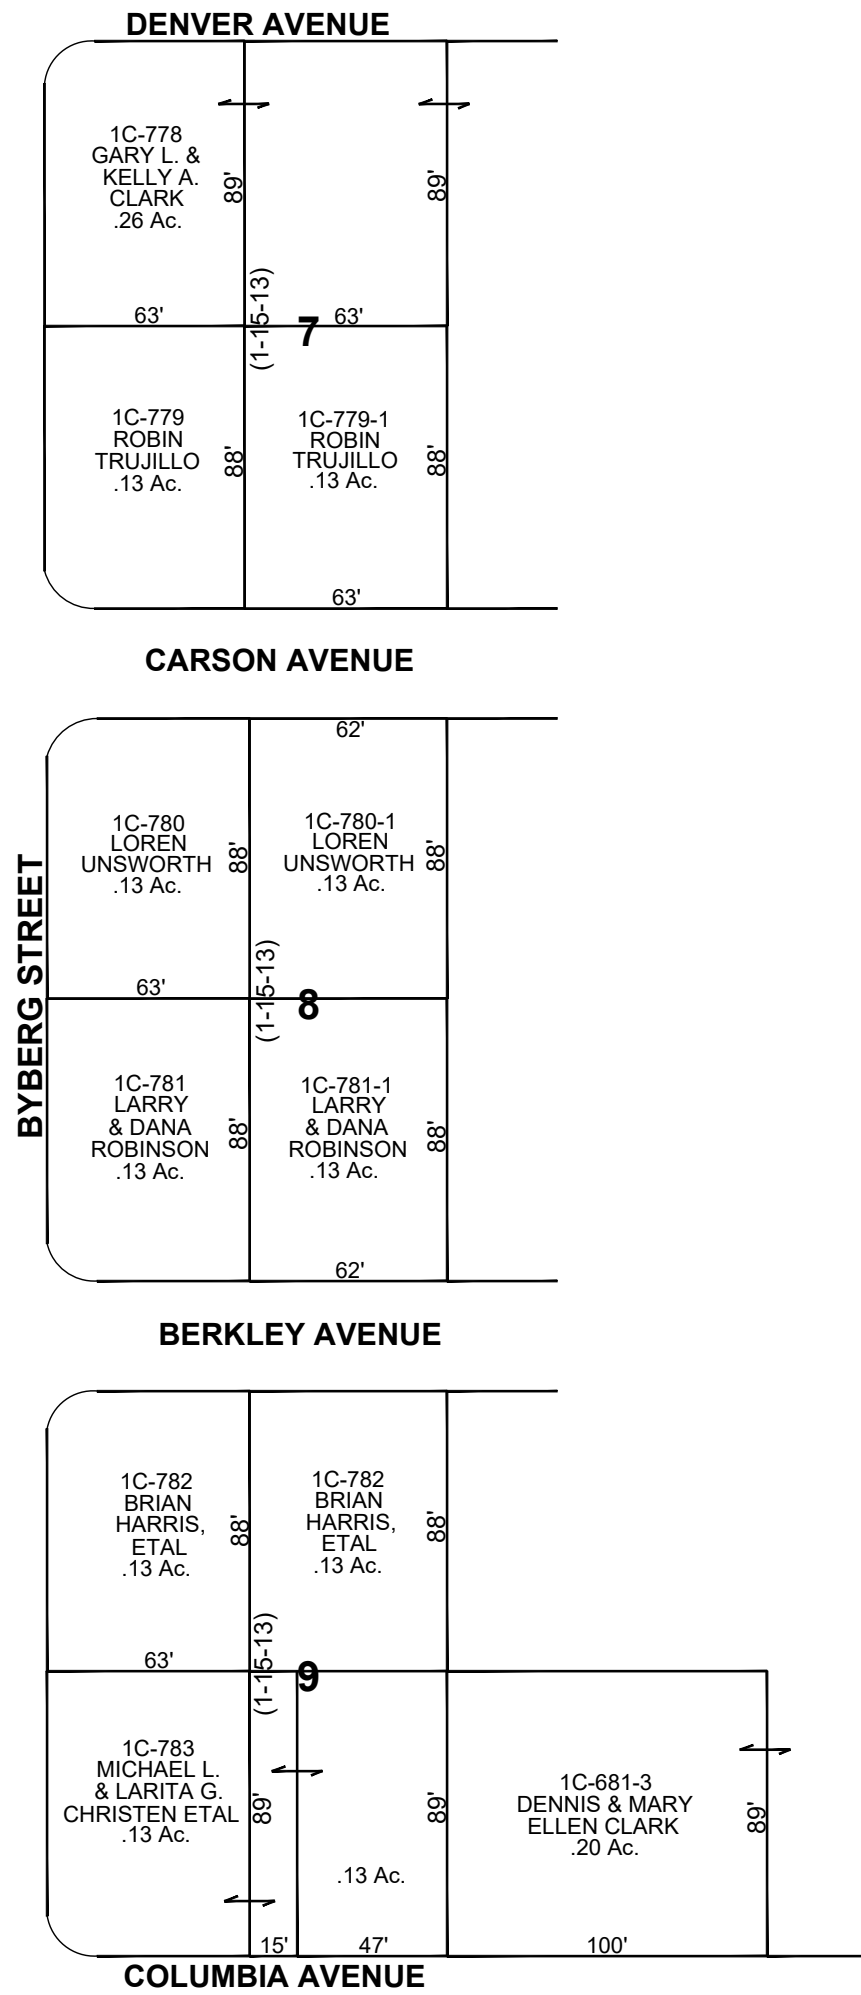 DENVER AVENUE
1C-778
GARY L. &
KELLY A.
CLARK
.26 Ac.
89'
89'
63'
(1-15-13)
7
63'
1C-779
ROBIN
TRUJILLO
.13 Ac.
88'
1C-779-1
ROBIN
TRUJILLO
.13 Ac.
88'
63'
CARSON AVENUE
62'
1C-780
LOREN
UNSWORTH
.13 Ac.
88'
1C-780-1
LOREN
UNSWORTH
.13 Ac.
88'
BYBERG STREET
63'
(1-15-13)
8
1C-781
LARRY
& DANA
ROBINSON
.13 Ac.
88'
1C-781-1
LARRY
& DANA
ROBINSON
.13 Ac.
88'
62'
BERKLEY AVENUE
1C-782
BRIAN
HARRIS,
ETAL
.13 Ac.
88'
1C-782
BRIAN
HARRIS,
ETAL
.13 Ac.
88'
63'
(1-15-13)
9
1C-783
MICHAEL L.
& LARITA G.
CHRISTEN ETAL
.13 Ac.
89'
.13 Ac.
89'
1C-681-3
DENNIS & MARY
ELLEN CLARK
.20 Ac.
89'
15'
47'
100'
COLUMBIA AVENUE